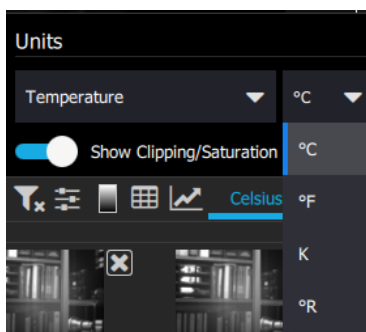 Units
Temperature
°C
Show Clipping/Saturation
°C
Celsius
°F
K
°R